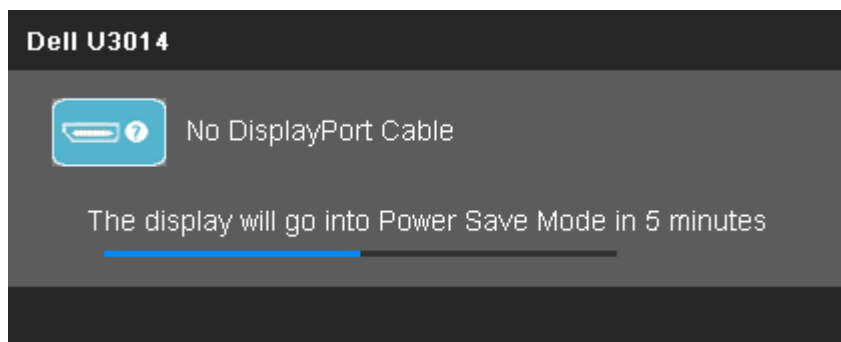 Dell U3014
?
No DisplayPort Cable
The display will go into Power Save Mode in 5 minutes